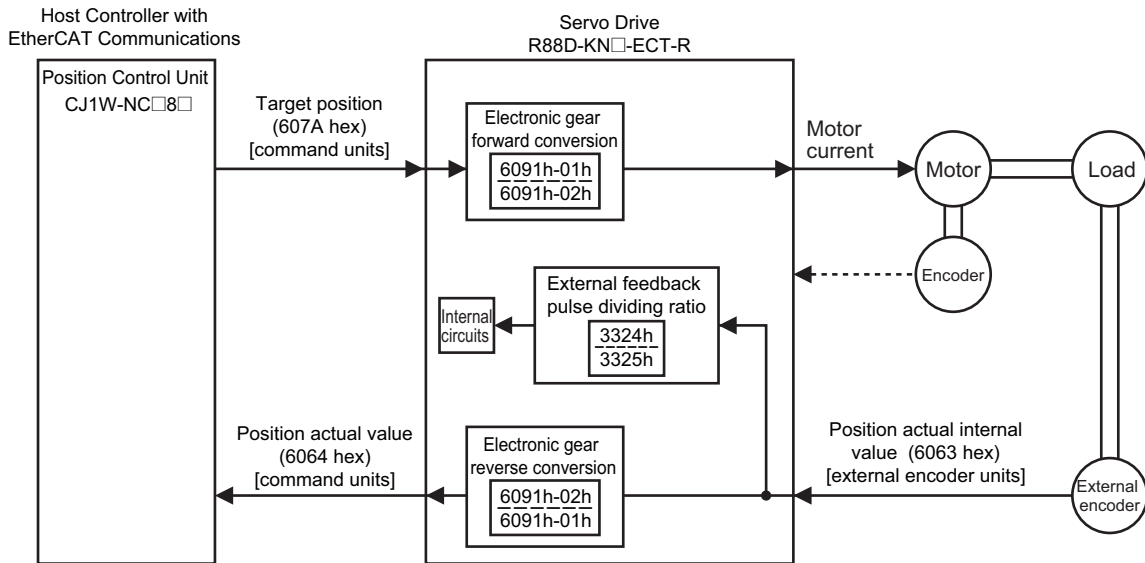 Host Controller with
EtherCAT Communications
Servo Drive
R88D-KN□-ECT-R
Position Control Unit
CJ1W-NC□8□
Target position
(607A hex)
[command units]
Electronic gear
forward conversion
6091h-01h
6091h-02h
Motor
current
Motor
Load
Encoder
External feedback
pulse dividing ratio
3324h
3325h
Internal
circuits
Position actual value
(6064 hex)
[command units]
Electronic gear
reverse conversion
6091h-02h
6091h-01h
Position actual internal
value (6063 hex)
[external encoder units]
External
encoder